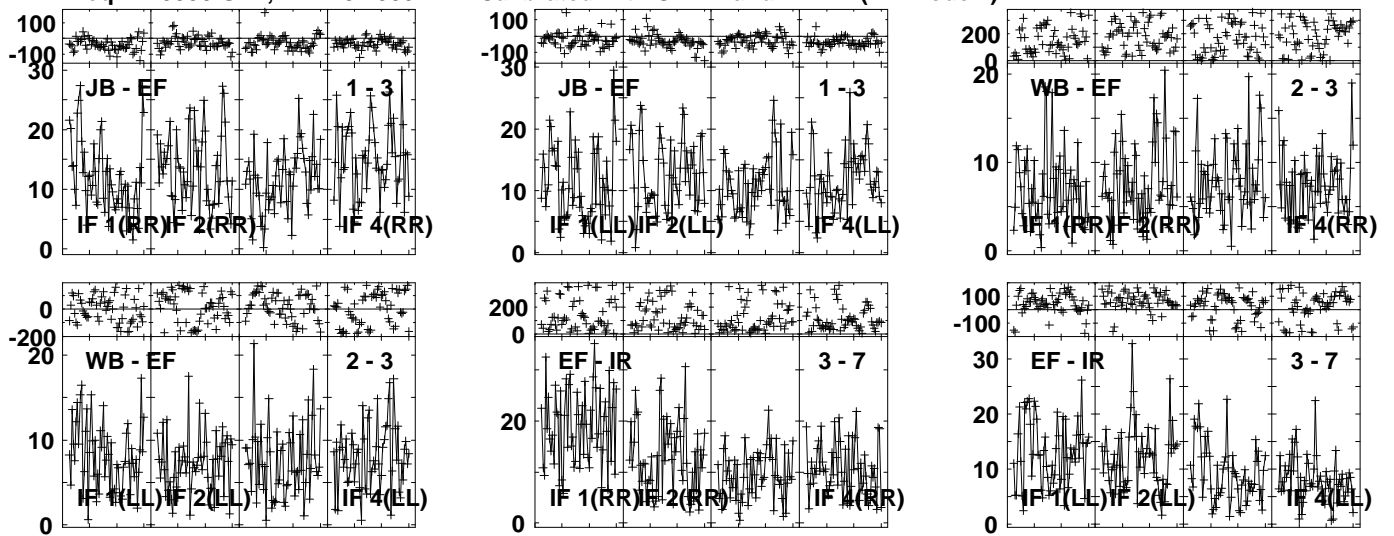 100
-100
30
20
10
0
JB - EF 1 - 3
IF 1(RR) IF 2(RR) IF 4(RR)
100
-100
30
20
10
0
JB - EF 1 - 3
IF 1(LL) IF 2(LL) IF 4(LL)
200
0
20
10
0
WB - EF 2 - 3
IF 1(RR) IF 2(RR) IF 4(RR)
0
-200
20
10
0
WB - EF 2 - 3
IF 1(LL) IF 2(LL) IF 4(LL)
200
0
20
0
EF - IR 3 - 7
IF 1(RR) IF 2(RR) IF 4(RR)
100
-100
30
20
10
0
EF - IR 3 - 7
IF 1(LL) IF 2(LL) IF 4(LL)